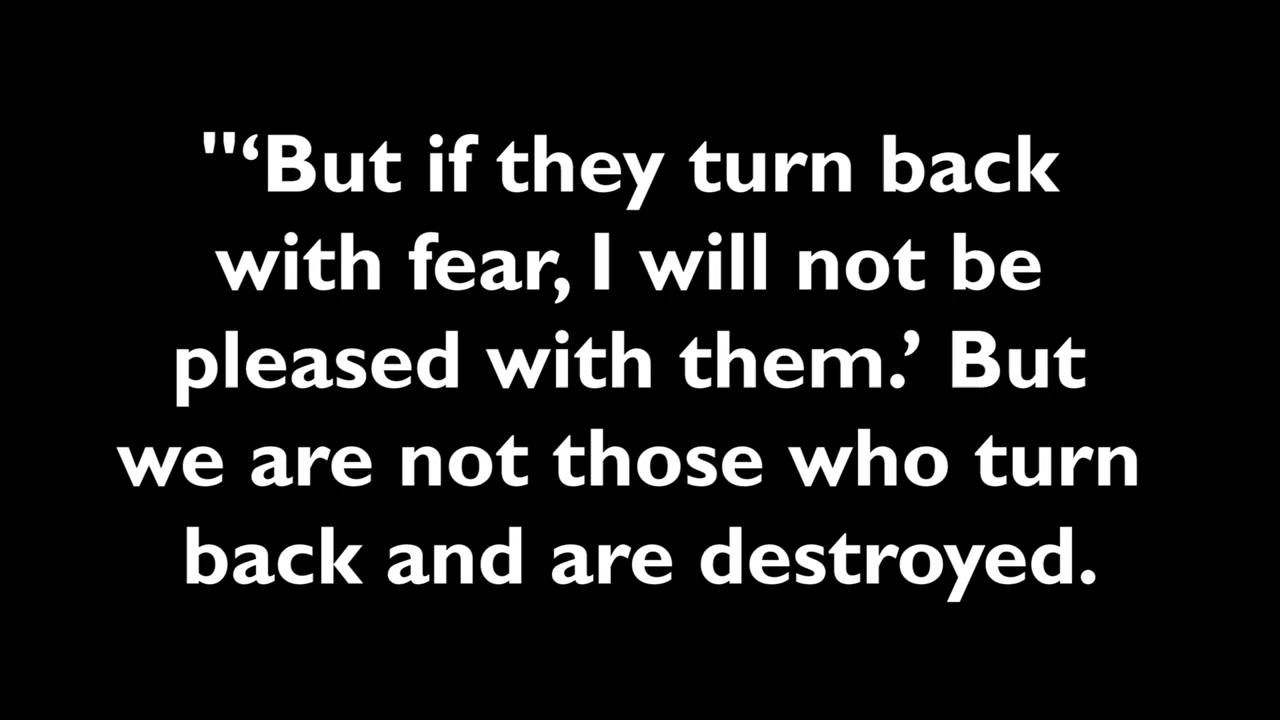 "‘But if they turn back
with fear, I will not be
pleased with them.’ But
we are not those who turn
back and are destroyed.